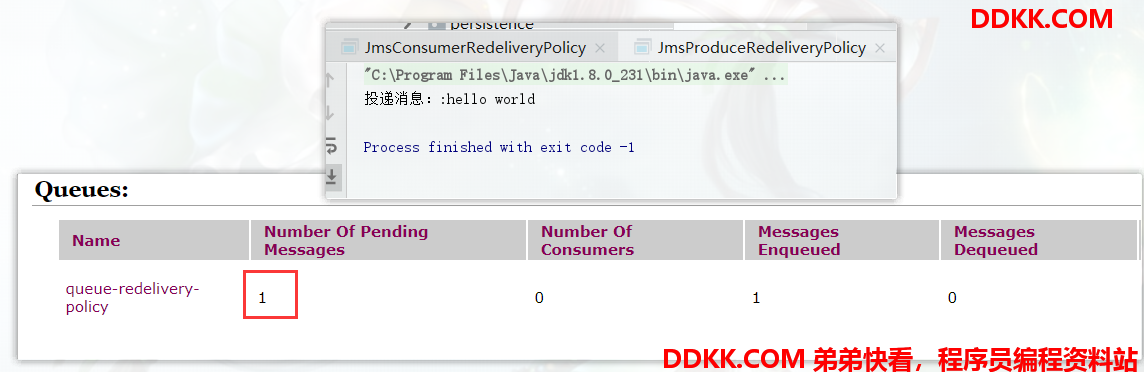 persistence
DDKK.COM
JmsConsumerRedeliveryPolicy × JmsProduceRedeliveryPolicy ×
"C:\Program Files\Java\jdk1.8.0_231\bin\java.exe" ...
投递消息：:hello world
Process finished with exit code -1
Queues:
Name Number Of Pending Messages Number Of Consumers Messages Enqueued Messages Dequeued
queue-redelivery-policy 1 0 1 0
DDKK.COM 弟弟快看，程序员编程资料站